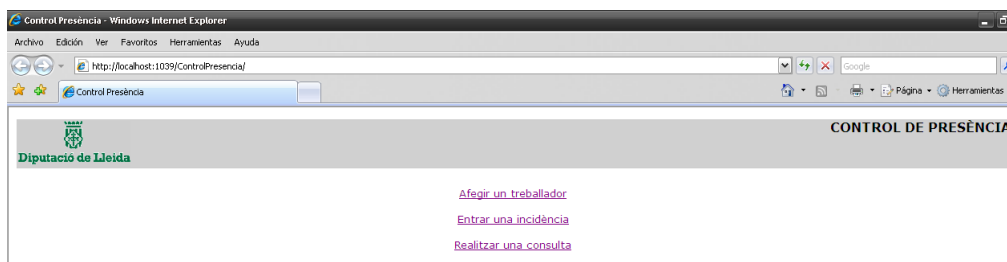 Control Presència - Windows Internet Explorer
Archivo Edición Ver Favoritos Herramientas Ayuda
http://localhost:1039/ControlPresencia/ Google
Control Presència Página Herramientas
CONTROL DE PRESÈNCIA
Diputació de Lleida
Afegir un treballador
Entrar una incidència
Realitzar una consulta